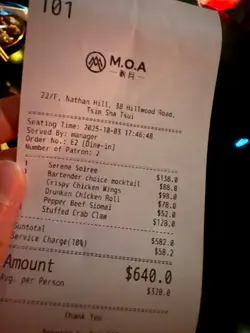 101
M.O.A
22/F, Nathan Hill, 38 Hillwood Road,
Tsim Sha Tsui
Seating Time: 2025-10-03 17:46:48
Served By: manager
Order No.: E2 [Dine-in]
Number of Patron: 2
1 Serene Soiree $138.0
Bartender choice mocktail $88.0
Crispy Chicken Wings $98.0
Drunken Chicken Roll $78.0
Pepper Beef Siomai $52.0
Stuffed Crab Claw $128.0
Suntotal $582.0
Service Charge(10%) $58.2
Amount $640.0
Avg. per Person $320.0
Thank You